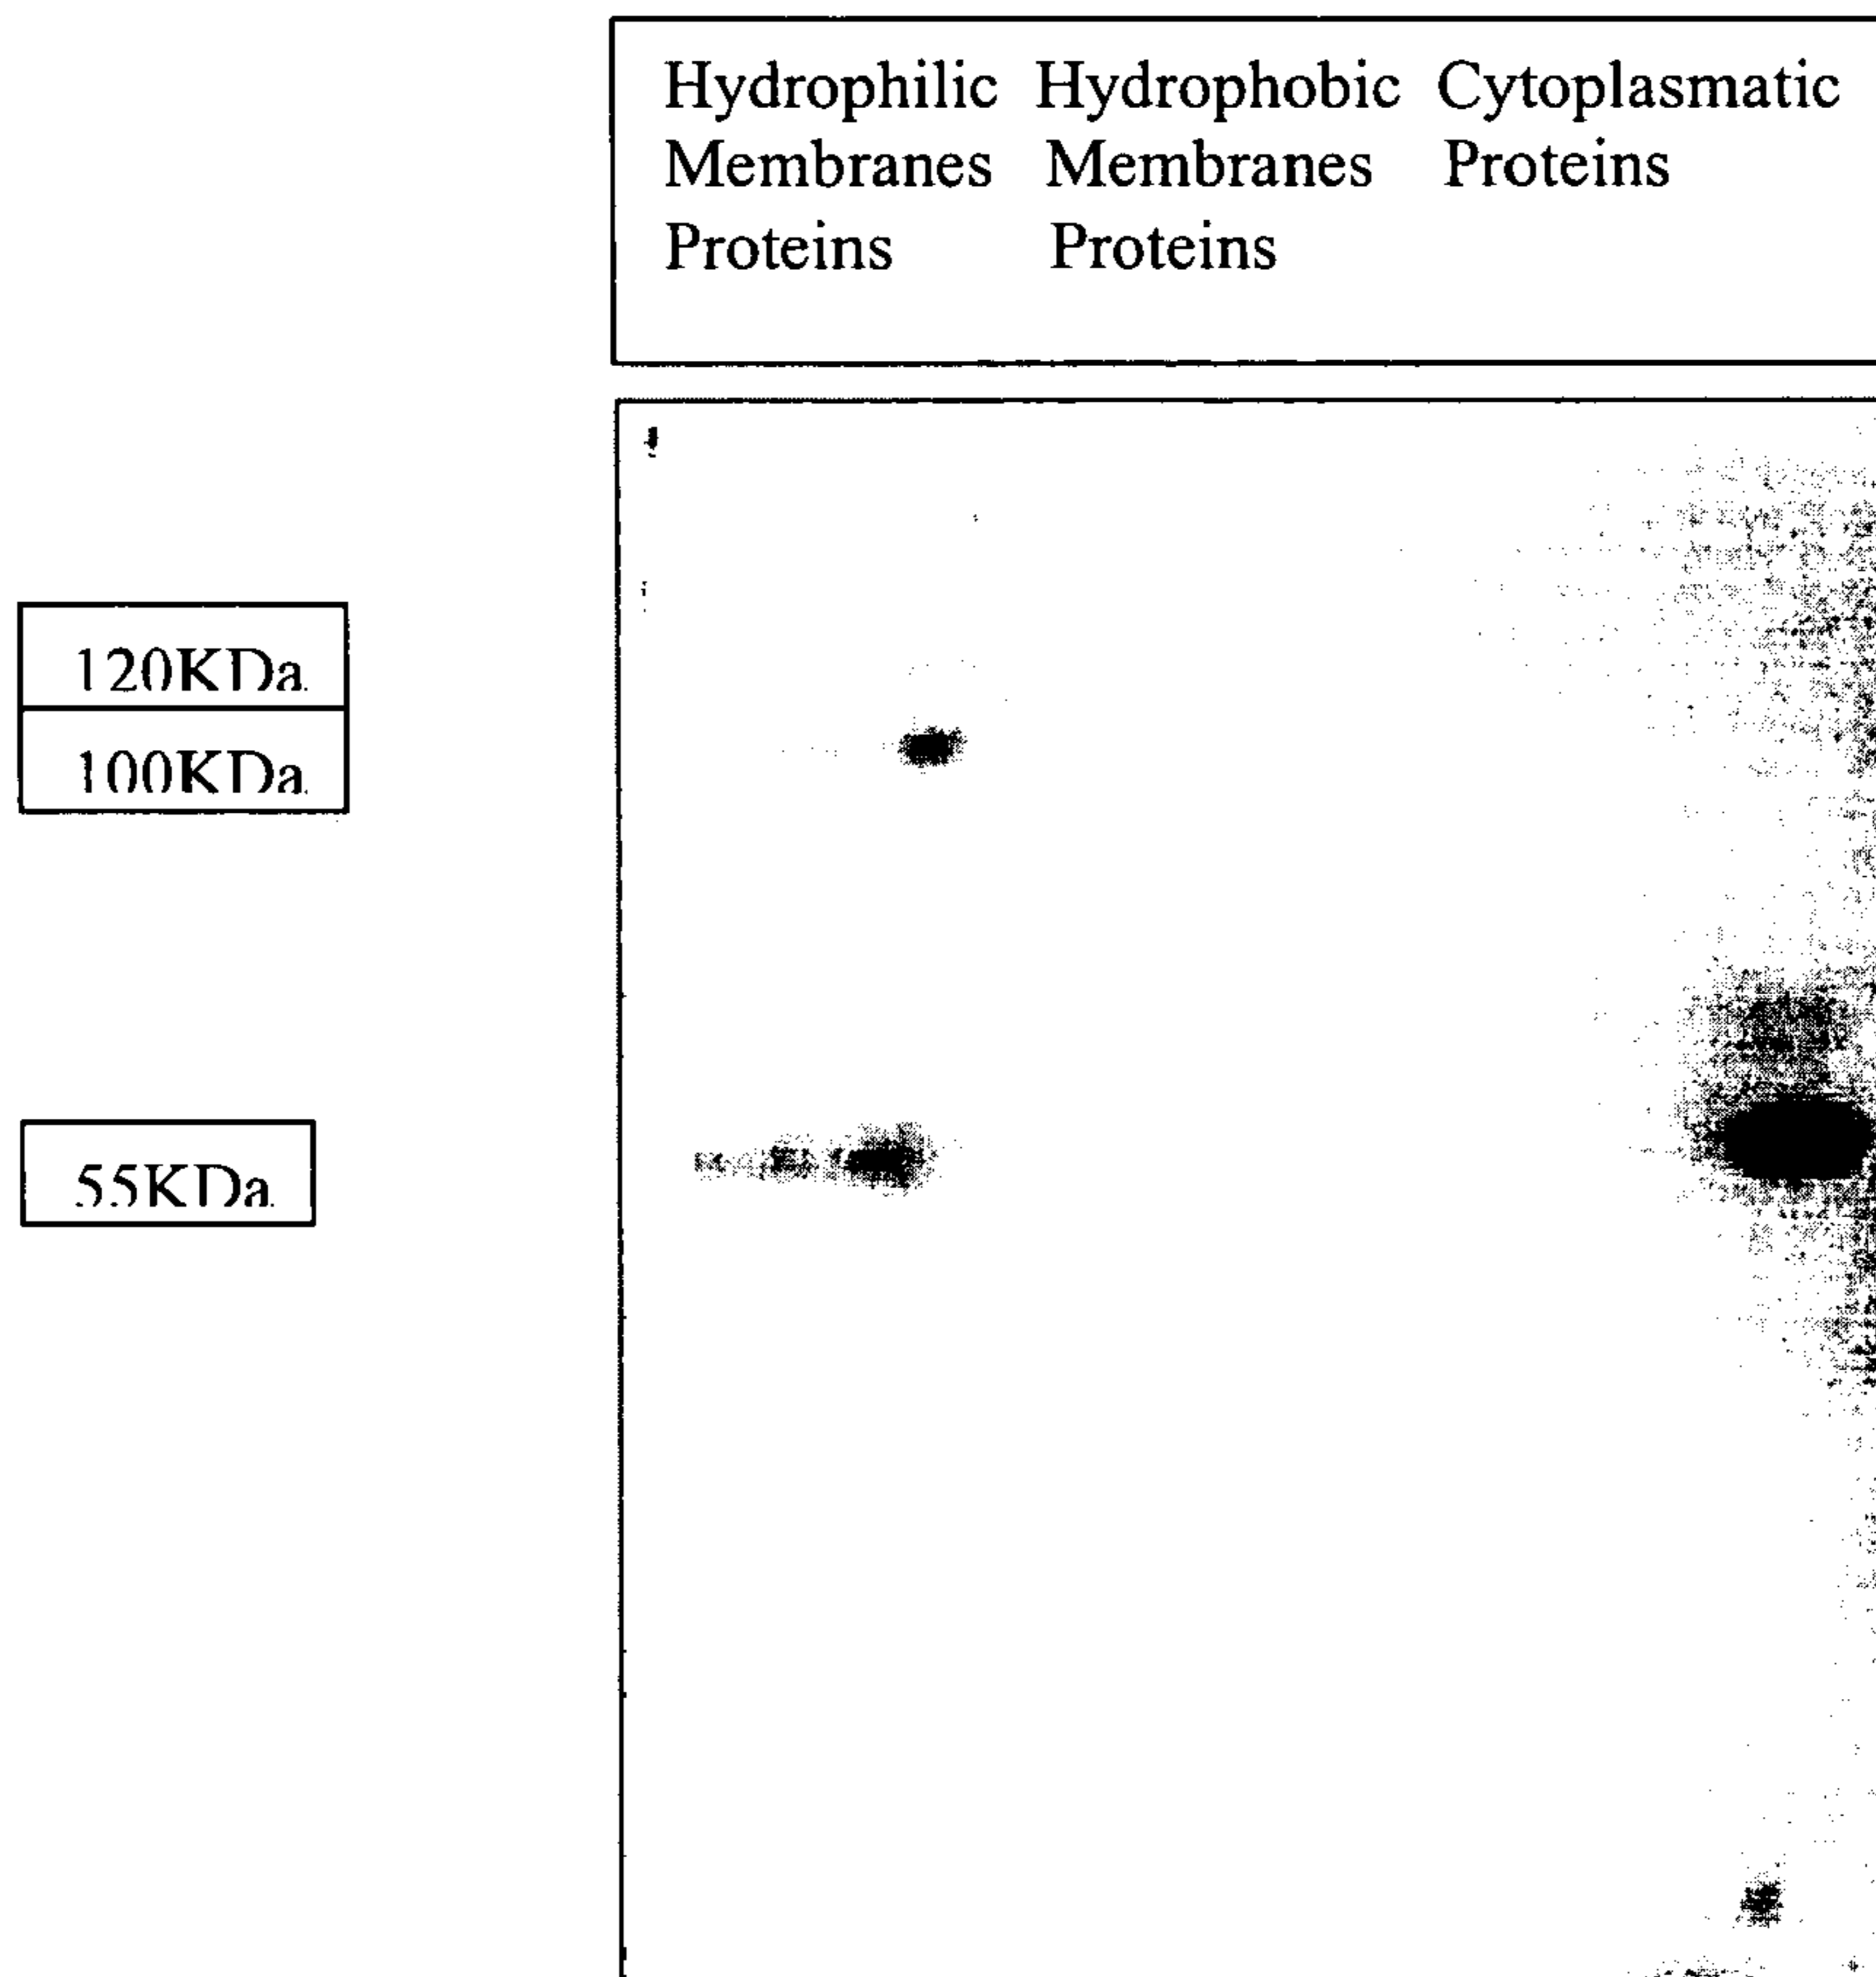 Hydrophilic Hydrophobic Cytoplasmatic
Membranes Membranes Proteins
Proteins Proteins
120KDa
100KDa
55KDa